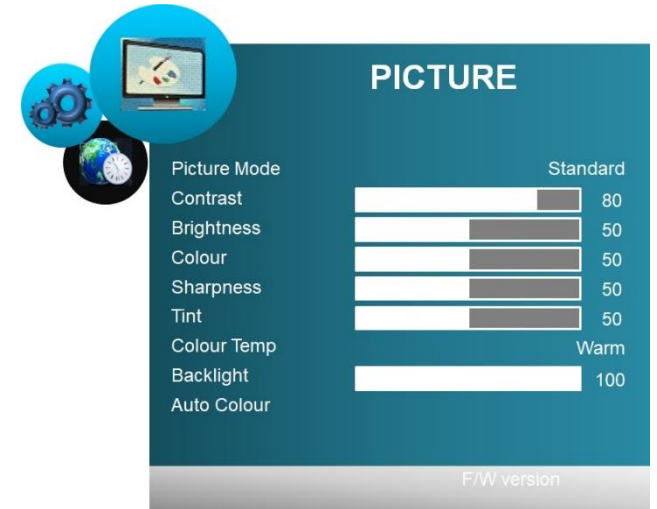 PICTURE
Picture Mode Standard
Contrast 80
Brightness 50
Colour 50
Sharpness 50
Tint 50
Colour Temp Warm
Backlight 100
Auto Colour
F/W version